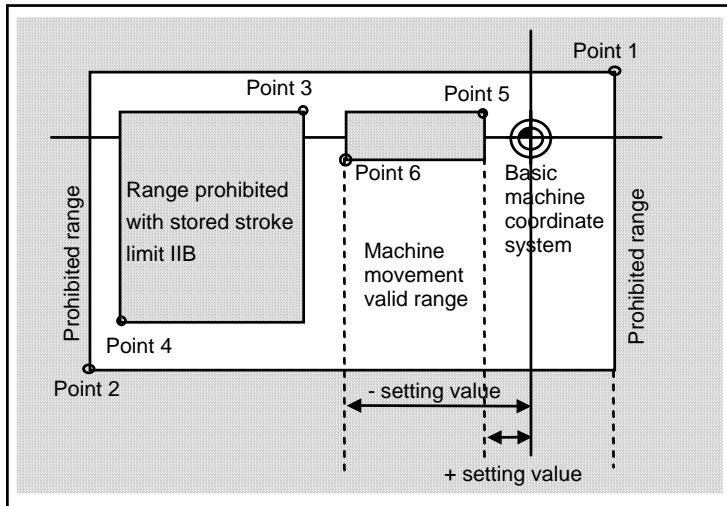 Point 1
Point 3
Point 5
Prohibited range
Range prohibited
with stored stroke
limit IIB
Point 6
Basic
machine
coordinate
system
Machine
movement
valid range
Prohibited range
Point 4
Point 2
- setting value
+ setting value